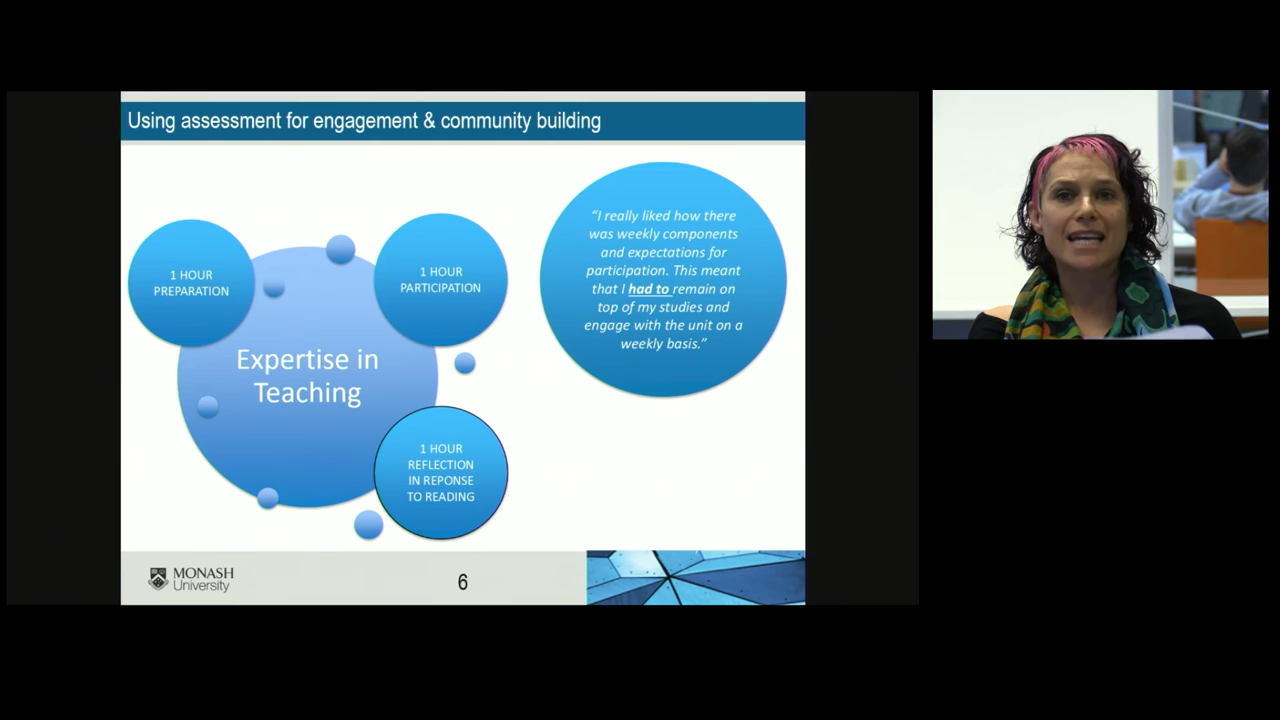 Using assessment for engagement & community building
1 HOUR
PREPARATION
1 HOUR
PARTICIPATION
Expertise in
Teaching
1 HOUR
REFLECTION
IN REPONSE
TO READING
“I really liked how there
was weekly components
and expectations for
participation. This meant
that I had to remain on
top of my studies and
engage with the unit on a
weekly basis.”
MONASH
University
6